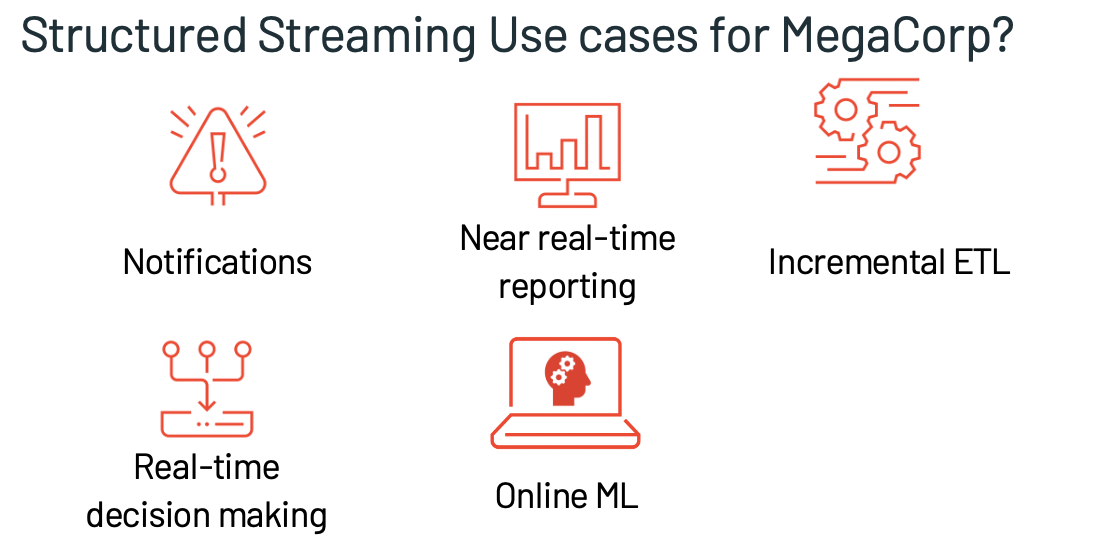 Structured Streaming Use cases for MegaCorp?
Notifications
Near real-time
reporting
Incremental ETL
Real-time
decision making
Online ML